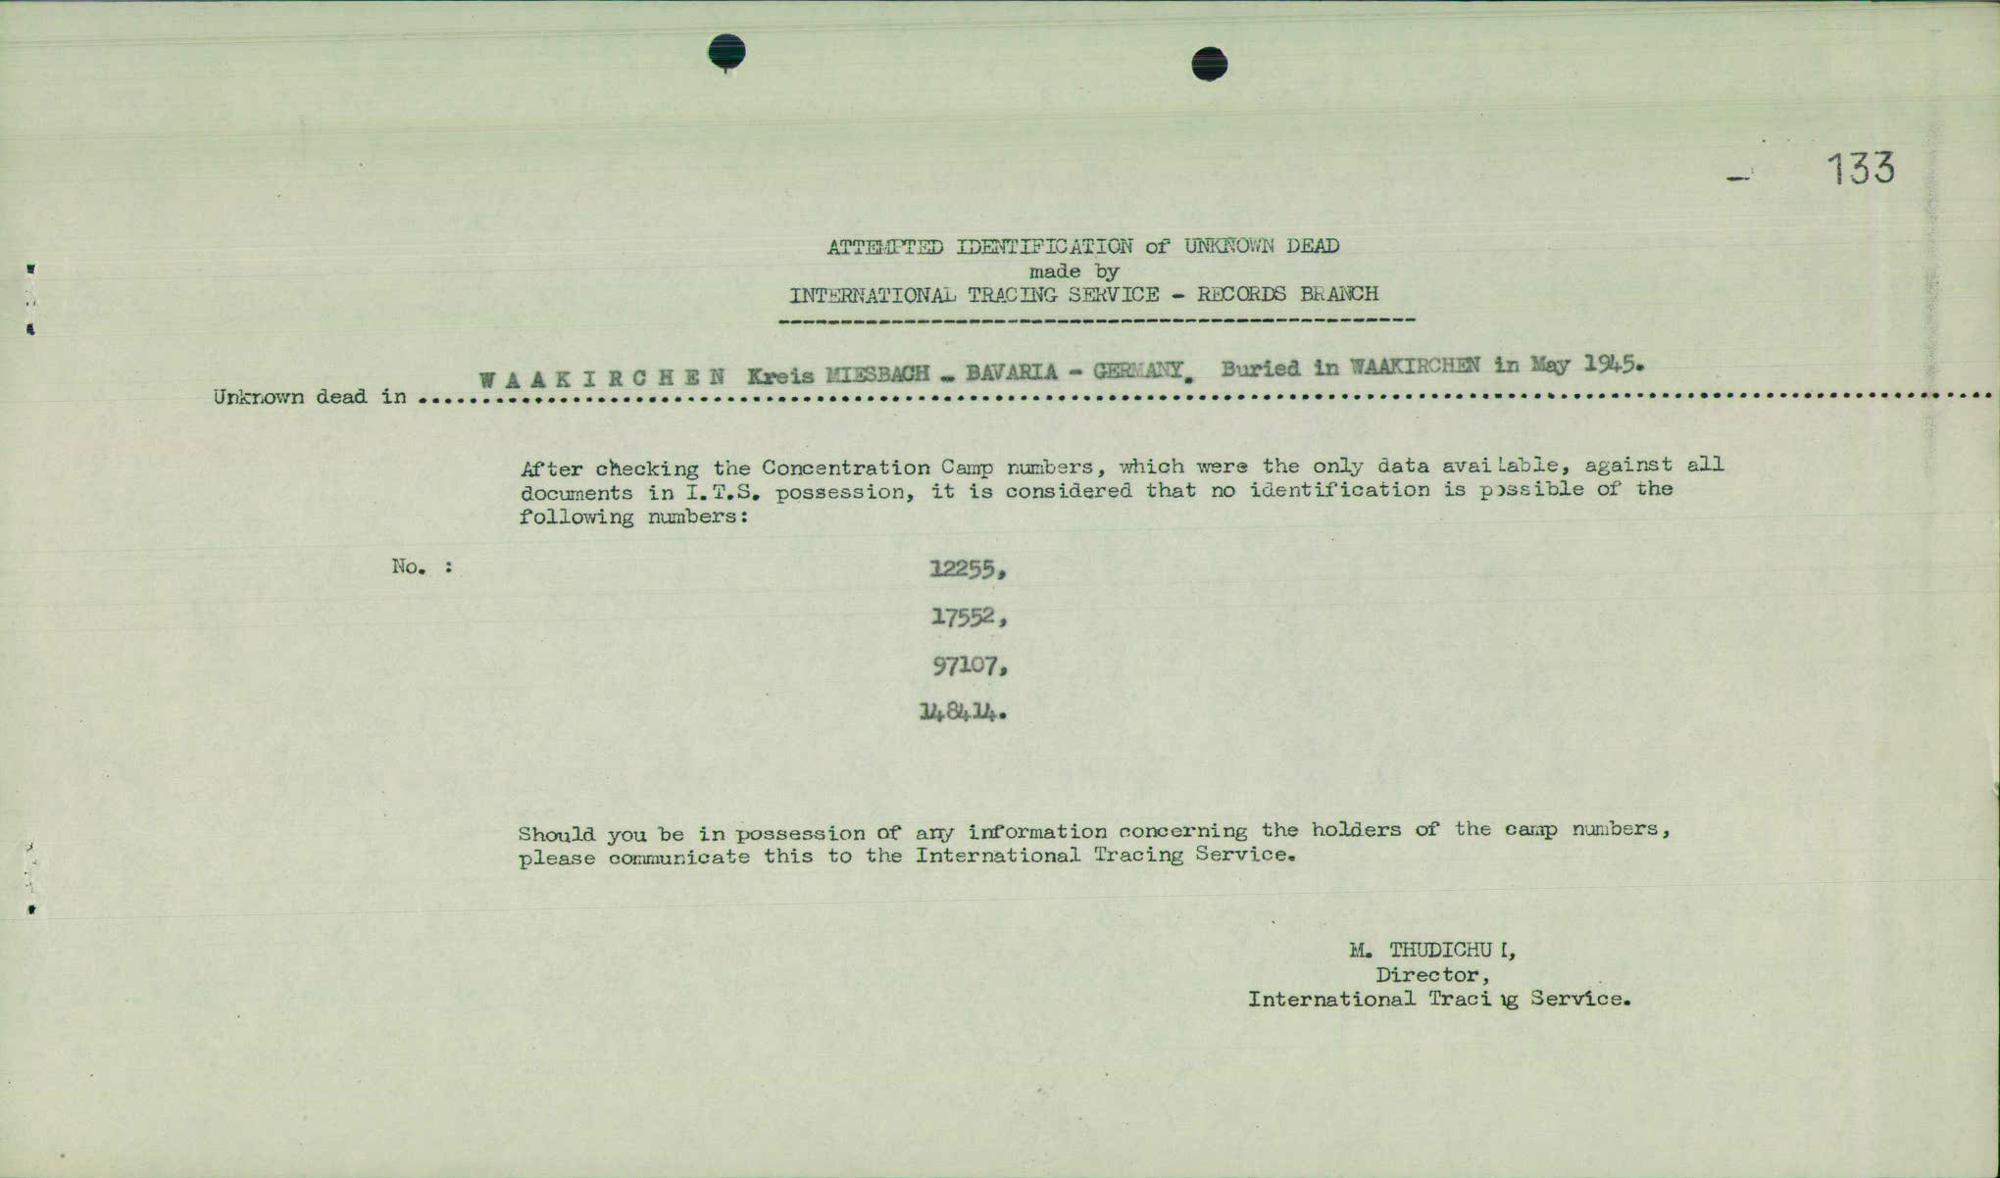 – 133
ATTEMPTED IDENTIFICATION of UNKNOWN DEAD
made by
INTERNATIONAL TRACING SERVICE - RECORDS BRANCH
W A A K I R C H E N Kreis MIESBACH - BAVARIA - GERMANY. Buried in WAAKIRCHEN in May 1945.
Unknown dead in ........................................................................
After checking the Concentration Camp numbers, which were the only data available, against all
documents in I.T.S. possession, it is considered that no identification is possible of the
following numbers:
No. : 12255,
17552,
97107,
148414.
Should you be in possession of any information concerning the holders of the camp numbers,
please communicate this to the International Tracing Service.
M. THUDICHUM,
Director,
International Tracing Service.